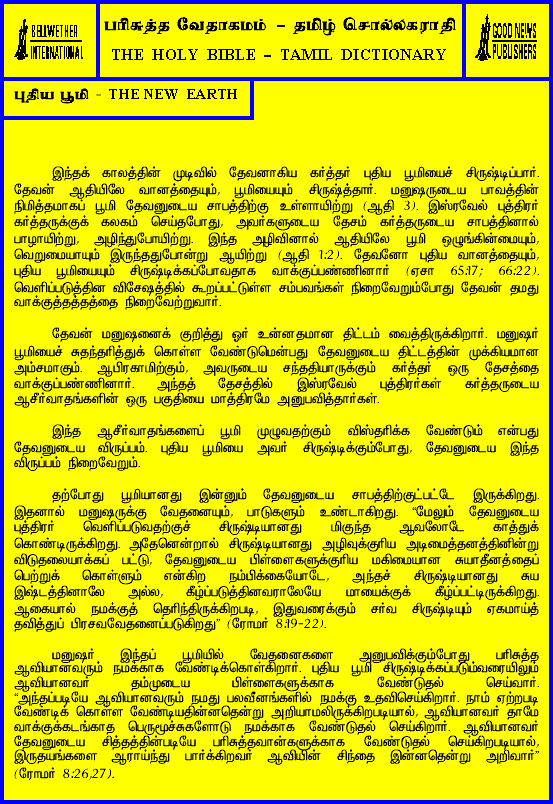 BELLWETHER
INTERNATIONAL
பரிசுத்த வேதாகமம் – தமிழ் சொல்லகராதி
THE HOLY BIBLE – TAMIL DICTIONARY
GOOD NEWS
PUBLISHERS
புதிய பூமி - THE NEW EARTH
இந்தக் காலத்தின் முடிவில் தேவனாகிய கர்த்தர் புதிய பூமியைச் சிருஷ்டிப்பார்.
தேவன் ஆதியிலே வானத்தையும், பூமியையும் சிருஷ்த்தார். மனுஷருடைய பாவத்தின்
நிமித்தமாகப் பூமி தேவனுடைய சாபத்திற்கு உள்ளாயிற்று (ஆதி 3). இஸ்ரவேல் புத்திரர்
கர்த்தருக்குக் கலகம் செய்தபோது, அவர்களுடைய தேசம் கர்த்தருடைய சாபத்தினால்
பாழாயிற்று, அழிந்துபோயிற்று. இந்த அழிவினால் ஆதியிலே பூமி ஒழுங்கின்மையும்,
வெறுமையாயும் இருந்ததுபோன்று ஆயிற்று (ஆதி 1:2). தேவனோ புதிய வானத்தையும்,
புதிய பூமியையும் சிருஷ்டிக்கப்போவதாக வாக்குப்பண்ணினார் (ஏசா 65:17; 66:22).
வெளிப்படுத்தின விசேஷத்தில் கூறப்பட்டுள்ள சம்பவங்கள் நிறைவேறும்போது தேவன் தமது
வாக்குத்தத்தத்தை நிறைவேற்றுவார்.
தேவன் மனுஷனைக் குறித்து ஓர் உன்னதமான திட்டம் வைத்திருக்கிறார். மனுஷர்
பூமியைச் சுதந்தரித்துக் கொள்ள வேண்டுமென்பது தேவனுடைய திட்டத்தின் முக்கியமான
அம்சமாகும். ஆபிரகாமிற்கும், அவருடைய சந்ததியாருக்கும் கர்த்தர் ஒரு தேசத்தை
வாக்குப்பண்ணினார். அந்தத் தேசத்தில் இஸ்ரவேல் புத்திரர்கள் கர்த்தருடைய
ஆசீர்வாதங்களின் ஒரு பகுதியை மாத்திரமே அனுபவித்தார்கள்.
இந்த ஆசீர்வாதங்களைப் பூமி முழுவதற்கும் விஸ்தரிக்க வேண்டும் என்பது
தேவனுடைய விருப்பம். புதிய பூமியை அவர் சிருஷ்டிக்கும்போது, தேவனுடைய இந்த
விருப்பம் நிறைவேறும்.
தற்போது பூமியானது இன்னும் தேவனுடைய சாபத்திற்குட்பட்டே இருக்கிறது.
இதனால் மனுஷருக்கு வேதனையும், பாடுகளும் உண்டாகிறது. “மேலும் தேவனுடைய
புத்திரர் வெளிப்படுவதற்குச் சிருஷ்டியானது மிகுந்த ஆவலோடே காத்துக்
கொண்டிருக்கிறது. அதேனென்றால் சிருஷ்டியானது அழிவுக்குரிய அடிமைத்தனத்தினின்று
விடுதலையாக்கப் பட்டு, தேவனுடைய பிள்ளைகளுக்குரிய மகிமையான சுயாதீனத்தைப்
பெற்றுக் கொள்ளும் என்கிற நம்பிக்கையோடே, அந்தச் சிருஷ்டியானது சுய
இஷ்டத்தினாலே அல்ல, கீழ்ப்படுத்தினவராலேயே மாயைக்குக் கீழ்ப்பட்டிருக்கிறது.
ஆகையால் நமக்குத் தெரிந்திருக்கிறபடி, இதுவரைக்கும் சர்வ சிருஷ்டியும் ஏகமாய்த்
தவித்துப் பிரசவவேதனைப்படுகிறது” (ரோமர் 8:19-22).
மனுஷர் இந்தப் பூமியில் வேதனைகளை அனுபவிக்கும்போது பரிசுத்த
ஆவியானவரும் நமக்காக வேண்டிக்கொள்கிறார். புதிய பூமி சிருஷ்டிக்கப்படும்வரையிலும்
ஆவியானவர் தம்முடைய பிள்ளைகளுக்காக வேண்டுதல் செய்வார்.
“அந்தப்படியே ஆவியானவரும் நமது பலவீனங்களில் நமக்கு உதவிசெய்கிறார். நாம் ஏற்றபடி
வேண்டிக் கொள்ள வேண்டியதின்னதென்று அறியாமலிருக்கிறபடியால், ஆவியானவர் தாமே
வாக்குக்கடங்காத பெருமூச்சுகளோடு நமக்காக வேண்டுதல் செய்கிறார். ஆவியானவர்
தேவனுடைய சித்தத்தின்படியே பரிசுத்தவான்களுக்காக வேண்டுதல் செய்கிறபடியால்,
இருதயங்களை ஆராய்ந்து பார்க்கிறவர் ஆவியின் சிந்தை இன்னதென்று அறிவார்”
(ரோமர் 8:26,27).